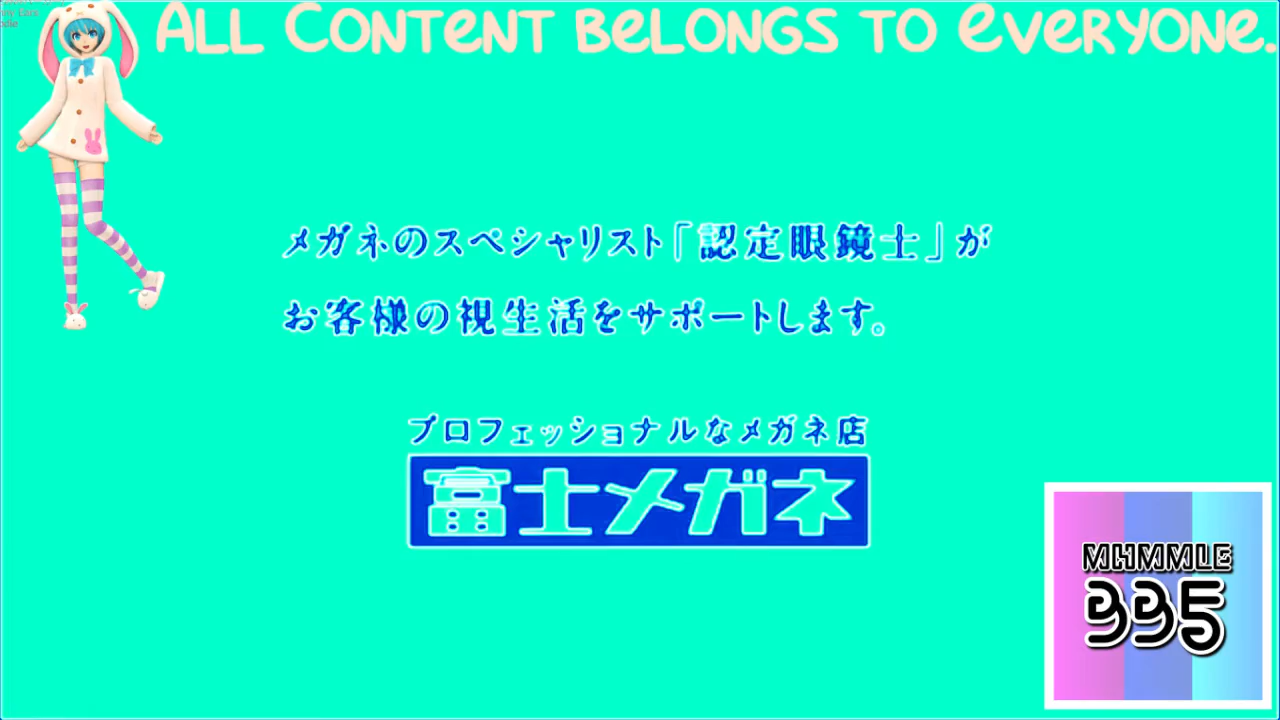 All Content Belongs to Everyone.
メガネのスペシャリスト「認定眼鏡士」が
お客様の視生活をサポートします。
プロフェッショナルなメガネ店
富士メガネ
MHMMLE
335